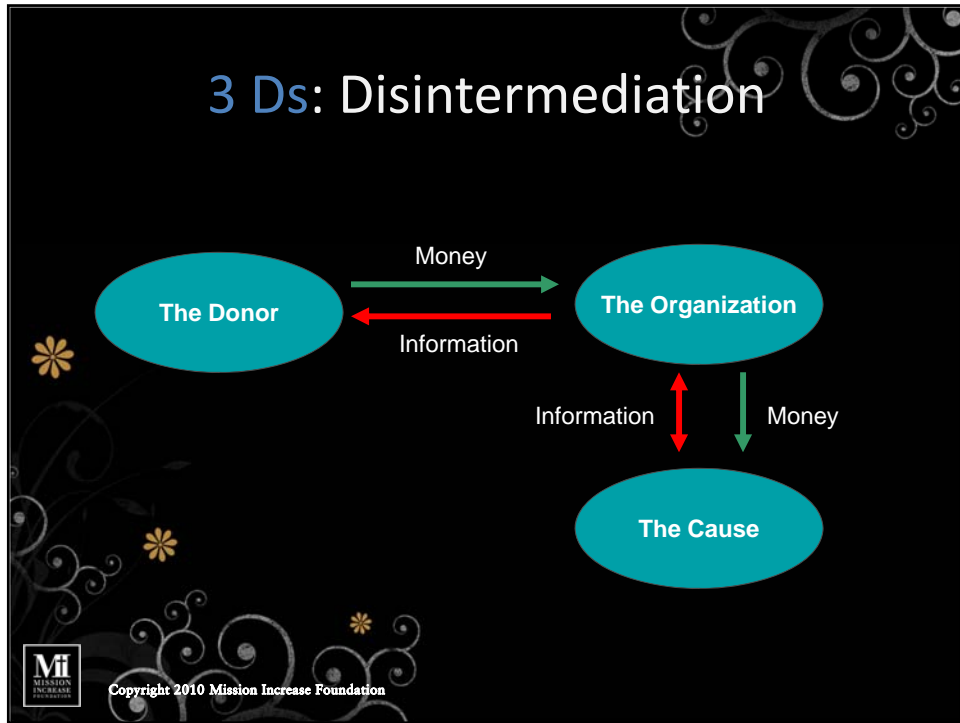 3 Ds: Disintermediation
Money
The Donor
The Organization
Information
Information
Money
The Cause
Mi
MISSION
INCREASE
FOUNDATION
Copyright 2010 Mission Increase Foundation